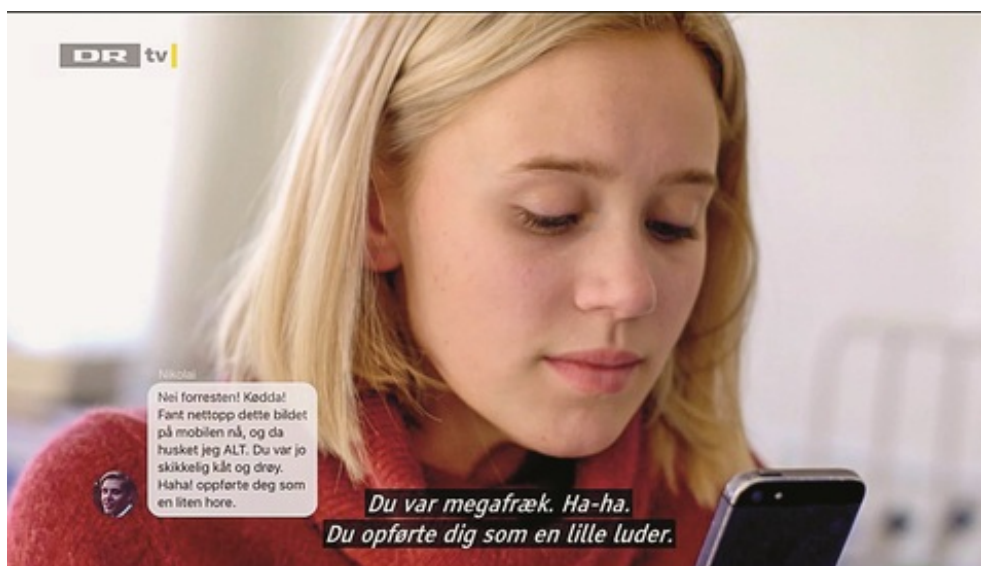 DR tv
Nikolai
Nei forresten! Kødda!
Fant nettopp dette bildet
på mobilen nå, og da
husket jeg ALT. Du var jo
skikkelig kåt og drøy.
Haha! oppførte deg som
en liten hore.
Du var megafræk. Ha-ha.
Du opførte dig som en lille luder.